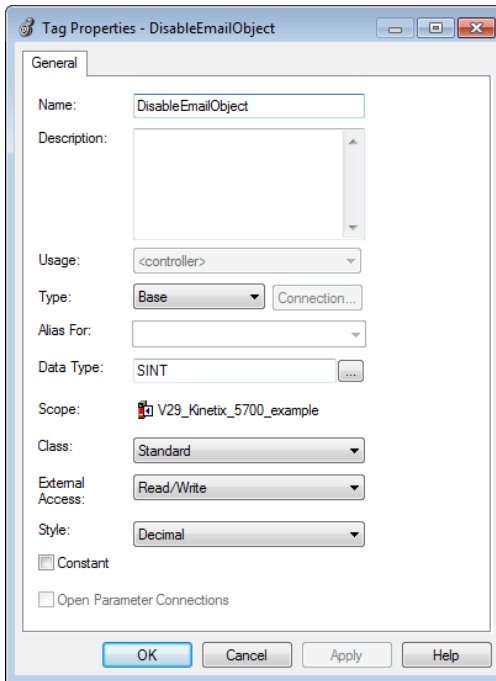 Tag Properties - DisableEmailObject
General
Name: DisableEmailObject
Description:
Usage: <controller>
Type: Base Connection...
Alias For:
Data Type: SINT ...
Scope: V29_Kinetix_5700_example
Class: Standard
External Access: Read/Write
Style: Decimal
Constant
Open Parameter Connections
OK Cancel Apply Help